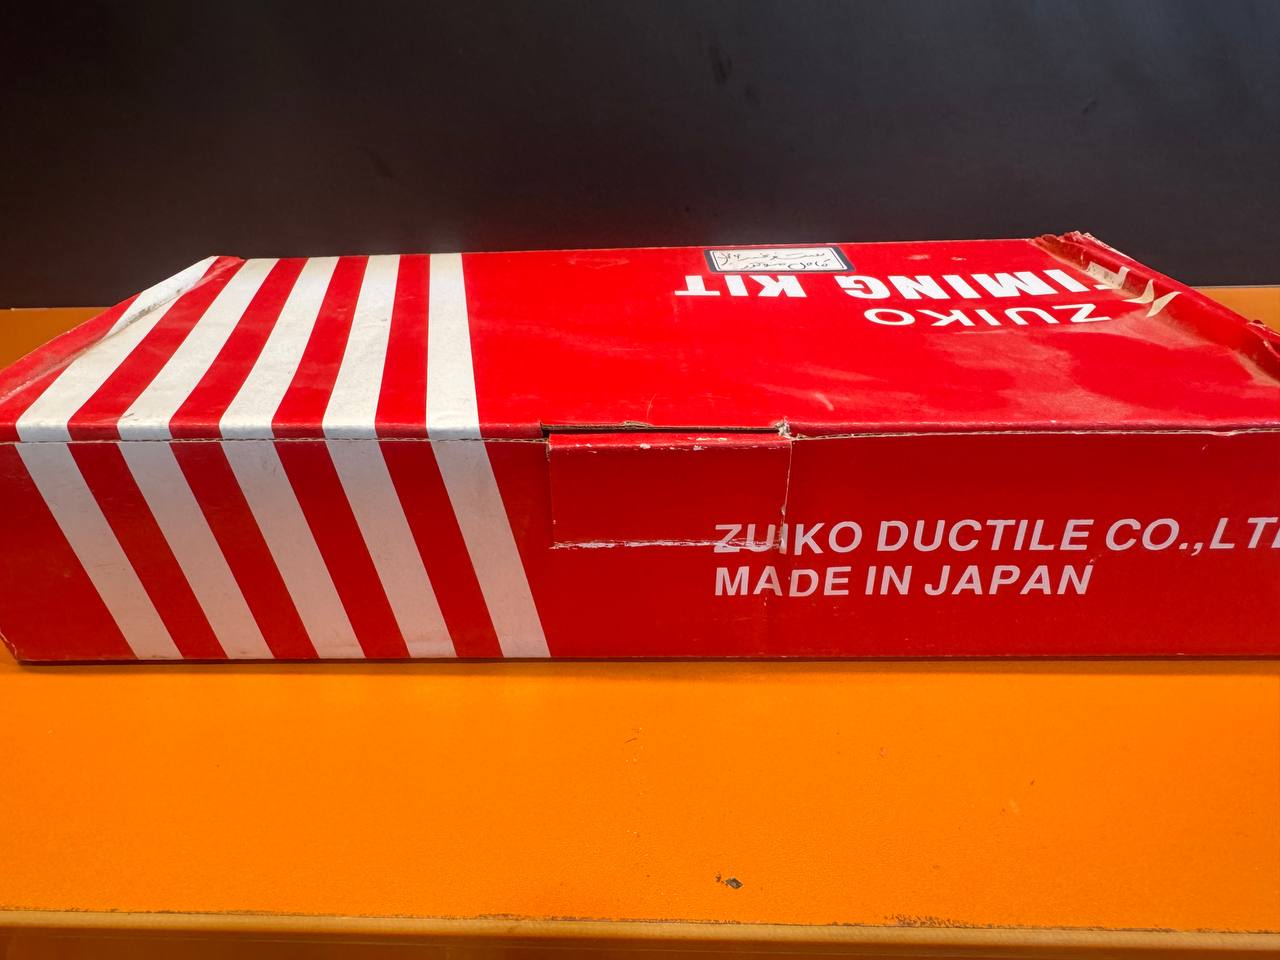 ZUIKO
TIMING KIT
ZUIKO DUCTILE CO.,LT
MADE IN JAPAN